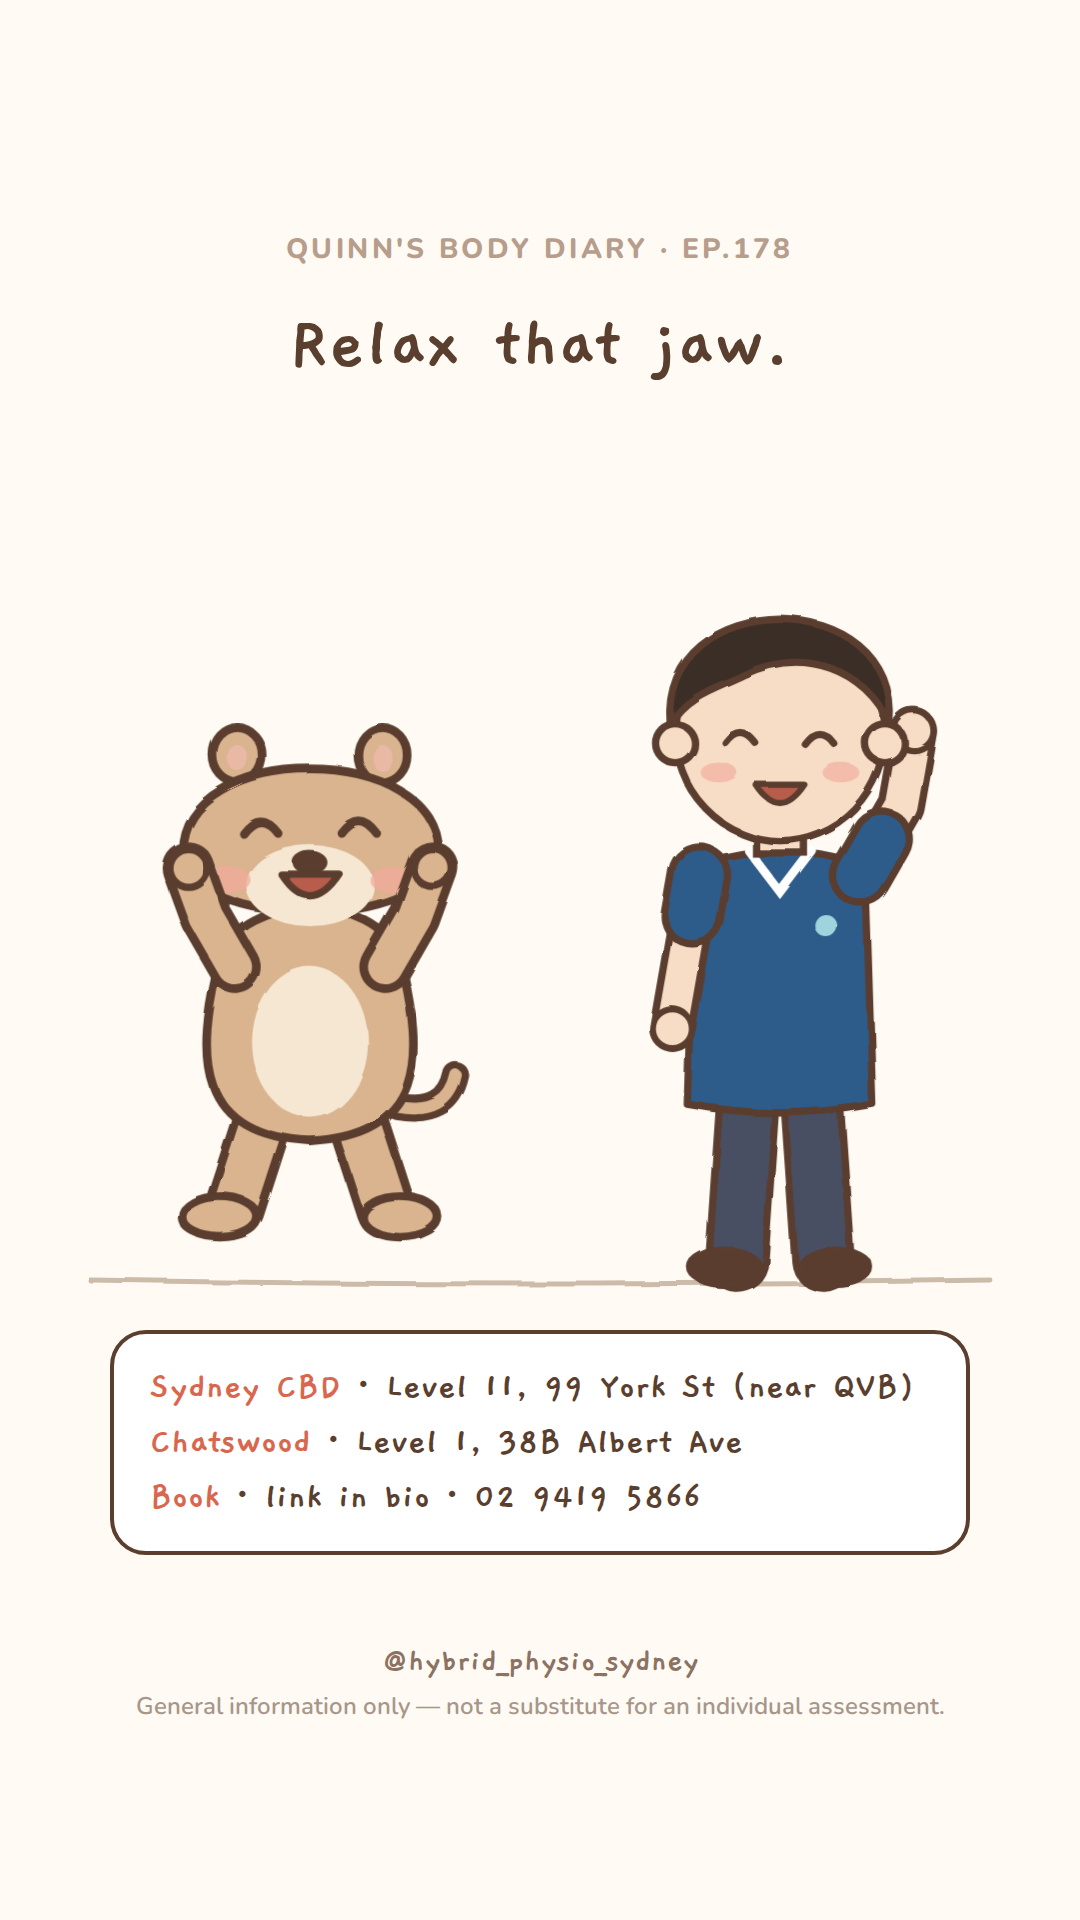 QUINN'S BODY DIARY · EP.178
Relax that jaw.
Sydney CBD · Level 11, 99 York St (near QVB)
Chatswood · Level 1, 38B Albert Ave
Book · link in bio · 02 9419 5866
@hybrid_physio_sydney
General information only — not a substitute for an individual assessment.